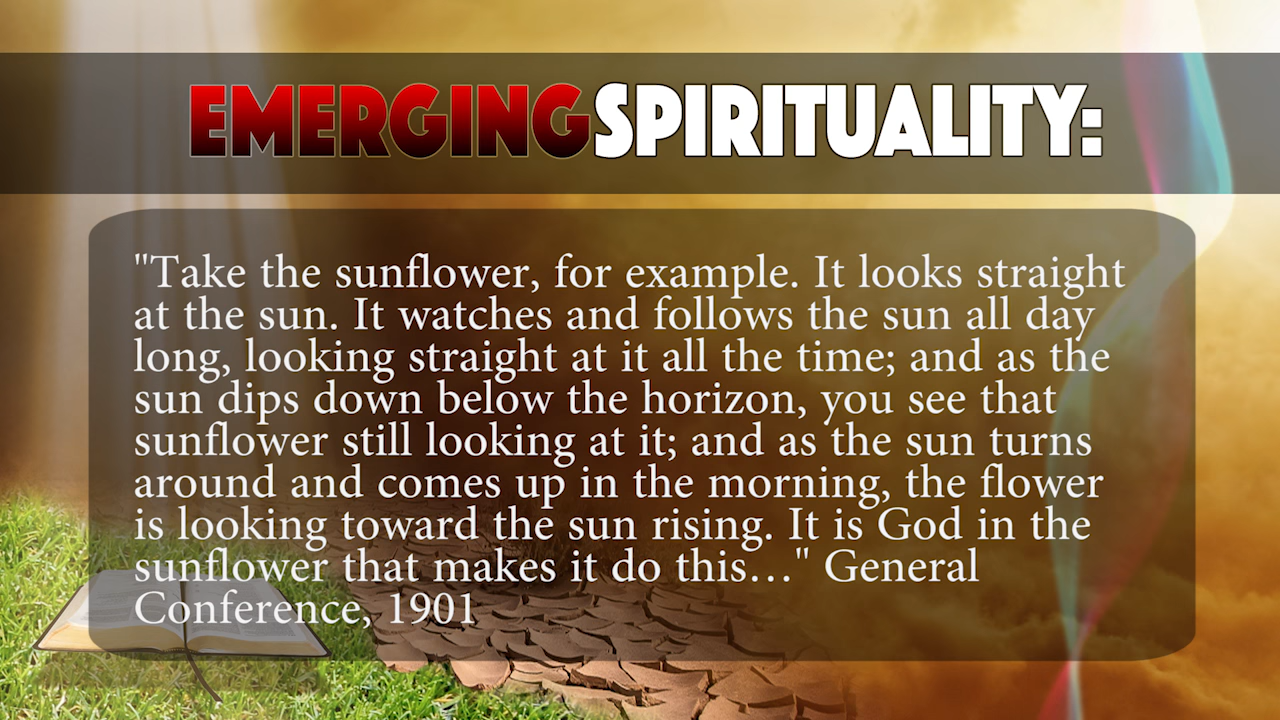 EMERGINGSPIRITUALITY:
"Take the sunflower, for example. It looks straight
at the sun. It watches and follows the sun all day
long, looking straight at it all the time; and as the
sun dips down below the horizon, you see that
sunflower still looking at it; and as the sun turns
around and comes up in the morning, the flower
is looking toward the sun rising. It is God in the
sunflower that makes it do this…" General
Conference, 1901